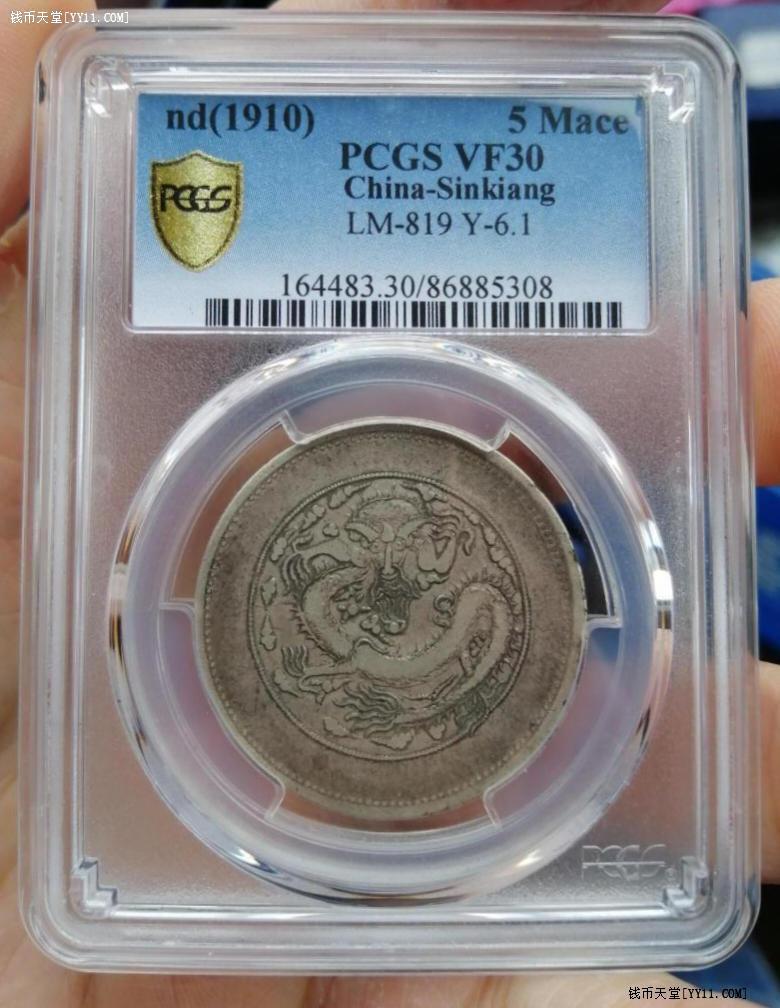 钱币天堂[YY11.COM]
nd(1910) 5 Mace
PCGS VF30
China-Sinkiang
PCGS
LM-819 Y-6.1
164483.30/86885308
PCGS
钱币天堂[YY11.COM]